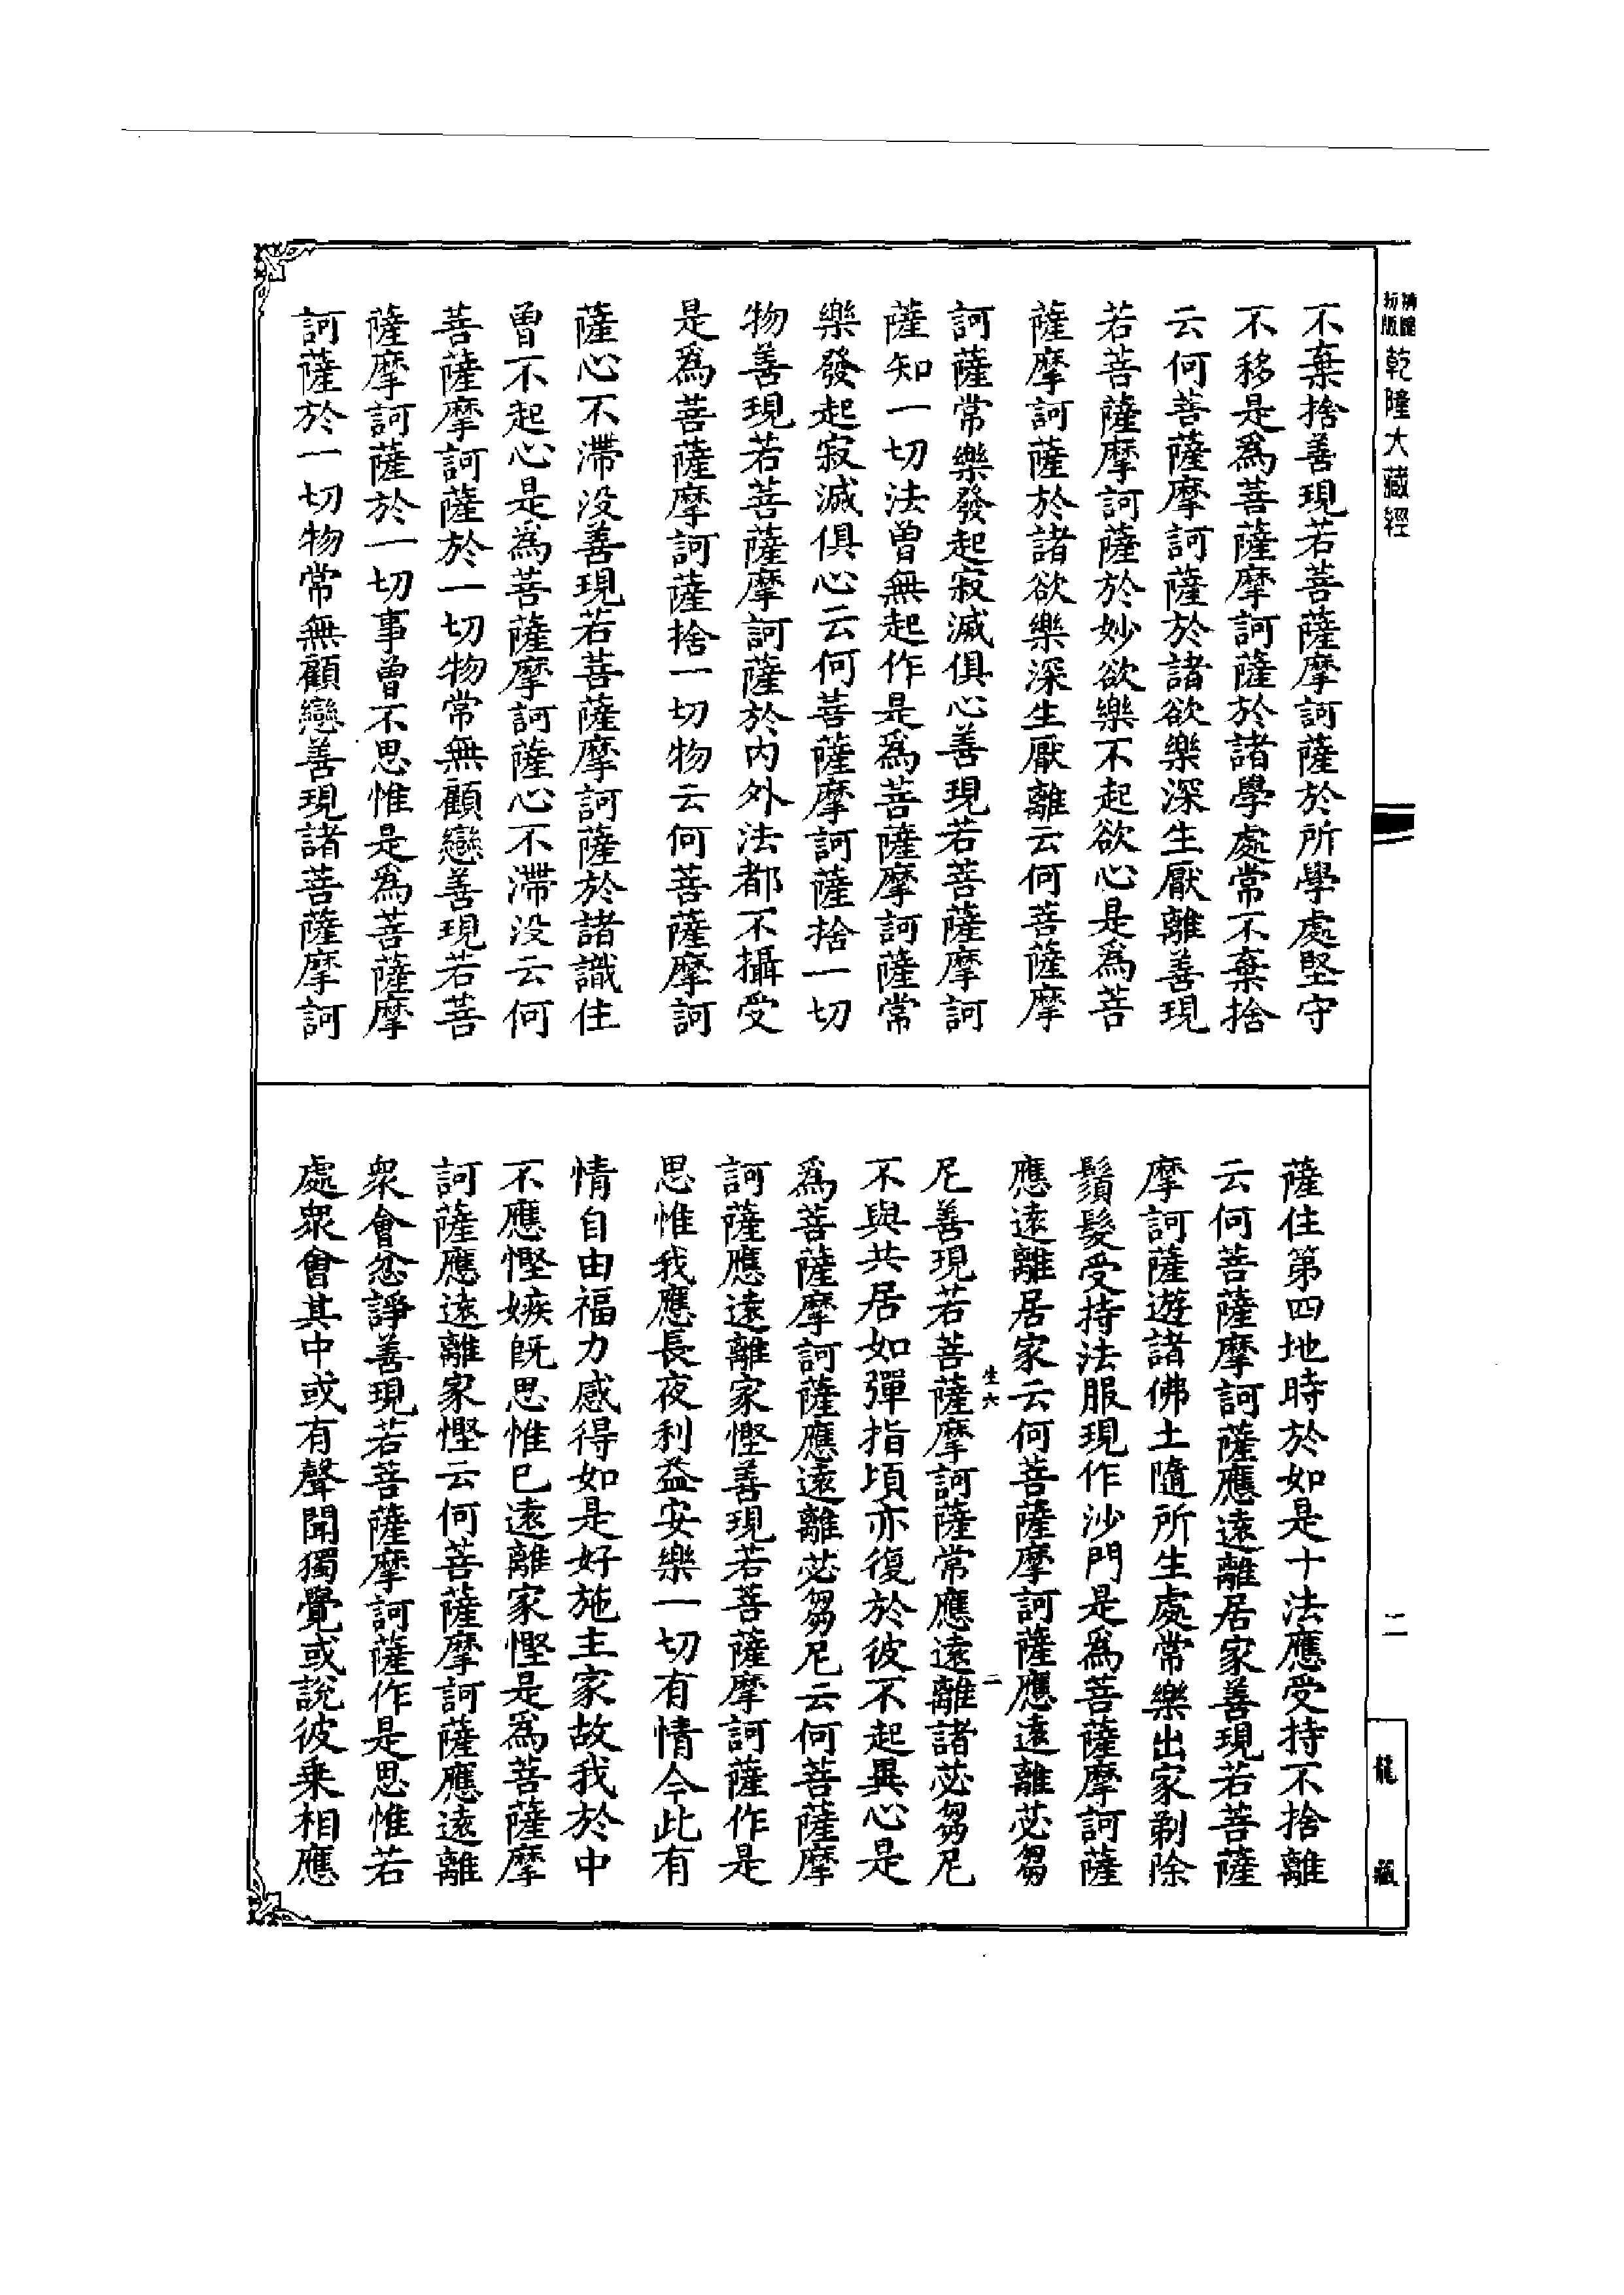 乾隆大藏經
不棄捨善現若菩薩摩訶薩於所學處堅守
不移是爲菩薩摩訶薩於諸學處常不棄捨
云何菩薩摩訶薩於諸欲樂深生厭離善現
若菩薩摩訶薩於妙欲樂不起欲心是爲菩
薩摩訶薩於諸欲樂深生厭離云何菩薩摩
訶薩常樂發起寂滅俱心善現若菩薩摩訶
薩知一切法曾無起作是爲菩薩摩訶薩常
樂發起寂滅俱心云何菩薩摩訶薩捨一切
物善現若菩薩摩訶薩於內外法都不攝受
是爲菩薩摩訶薩捨一切物云何菩薩摩訶
薩心不滯没善現若菩薩摩訶薩於諸識住
曾不起心是爲菩薩摩訶薩心不滯没云何
菩薩摩訶薩於一切物常無顧戀善現若菩
薩摩訶薩於一切事曾不思惟是爲菩薩摩
訶薩於一切物常無顧戀善現諸菩薩摩訶
薩住第四地時於如是十法應受持不捨離
云何菩薩摩訶薩應遠離居家善現若菩薩
摩訶薩遊諸佛土隨所生處常樂出家剃除
鬚髮受持法服現作沙門是爲菩薩摩訶薩
應遠離居家云何菩薩摩訶薩應遠離苾芻
生六 二
尼善現若菩薩摩訶薩常應遠離諸苾芻尼
不與共居如彈指頃亦復於彼不起異心是
爲菩薩摩訶薩應遠離苾芻尼云何菩薩摩
訶薩應遠離家慳善現若菩薩摩訶薩作是
思惟我應長夜利益安樂一切有情今此有
情自由福力感得如是好施主家故我於中
不應慳嫉既思惟已遠離家慳是爲菩薩摩
訶薩應遠離家慳云何菩薩摩訶薩應遠離
衆會忿諍善現若菩薩摩訶薩作是思惟若
處衆會其中或有聲聞獨覺或說彼乗相應
二
龍藏